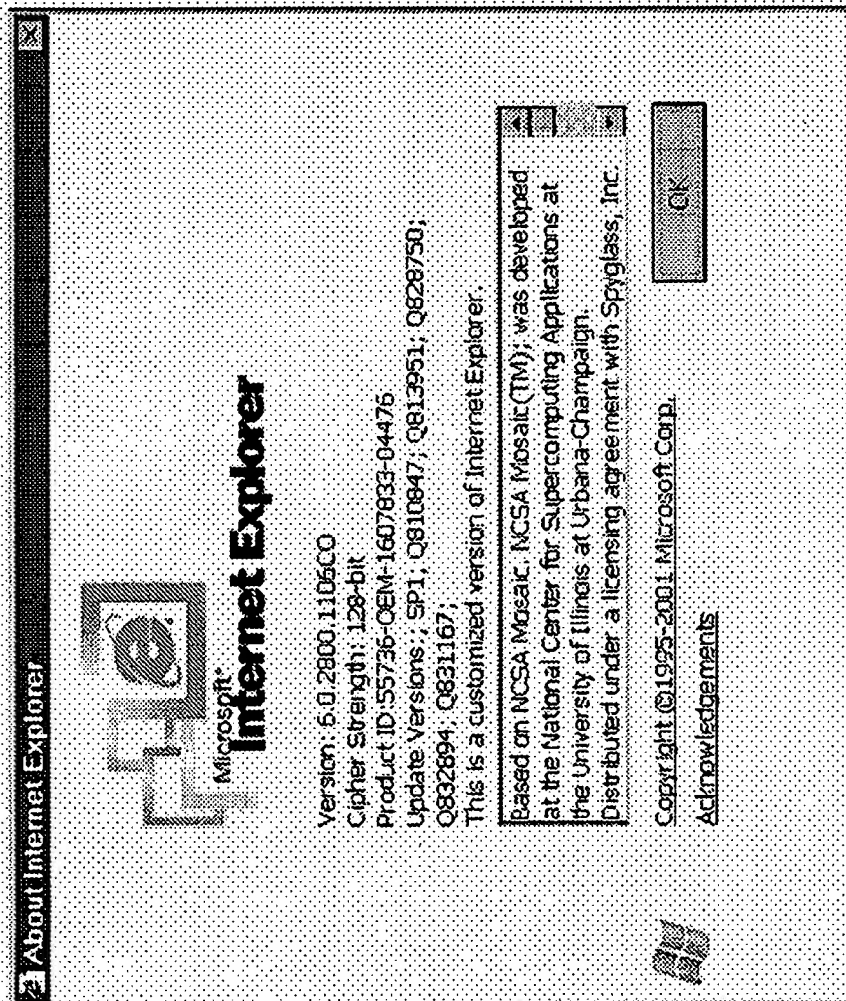 About Internet Explorer
Microsoft®
Internet Explorer
Version: 6.0.2800.1106CO
Cipher Strength: 128-bit
Product ID:55736-OEM-1607833-04476
Update Versions:; SP1; Q810847; Q813951; Q828750;
Q832894; Q831167;
This is a customized version of Internet Explorer.
Based on NCSA Mosaic. NCSA Mosaic(TM); was developed
at the National Center for Supercomputing Applications at
the University of Illinois at Urbana-Champaign.
Distributed under a licensing agreement with Spyglass, Inc.
Copyright ©1995-2001 Microsoft Corp.
OK
Acknowledgements